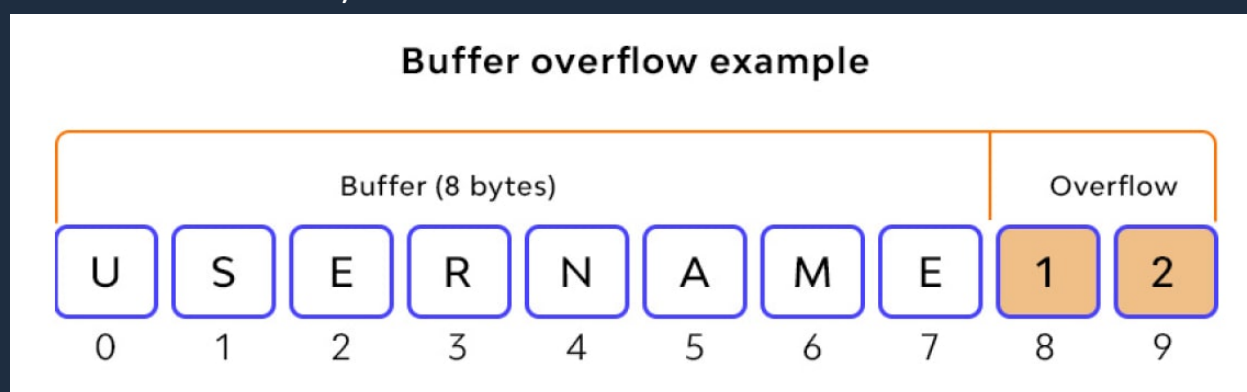 Buffer overflow example
Buffer (8 bytes) Overflow
U S E R N A M E 1 2
0 1 2 3 4 5 6 7 8 9